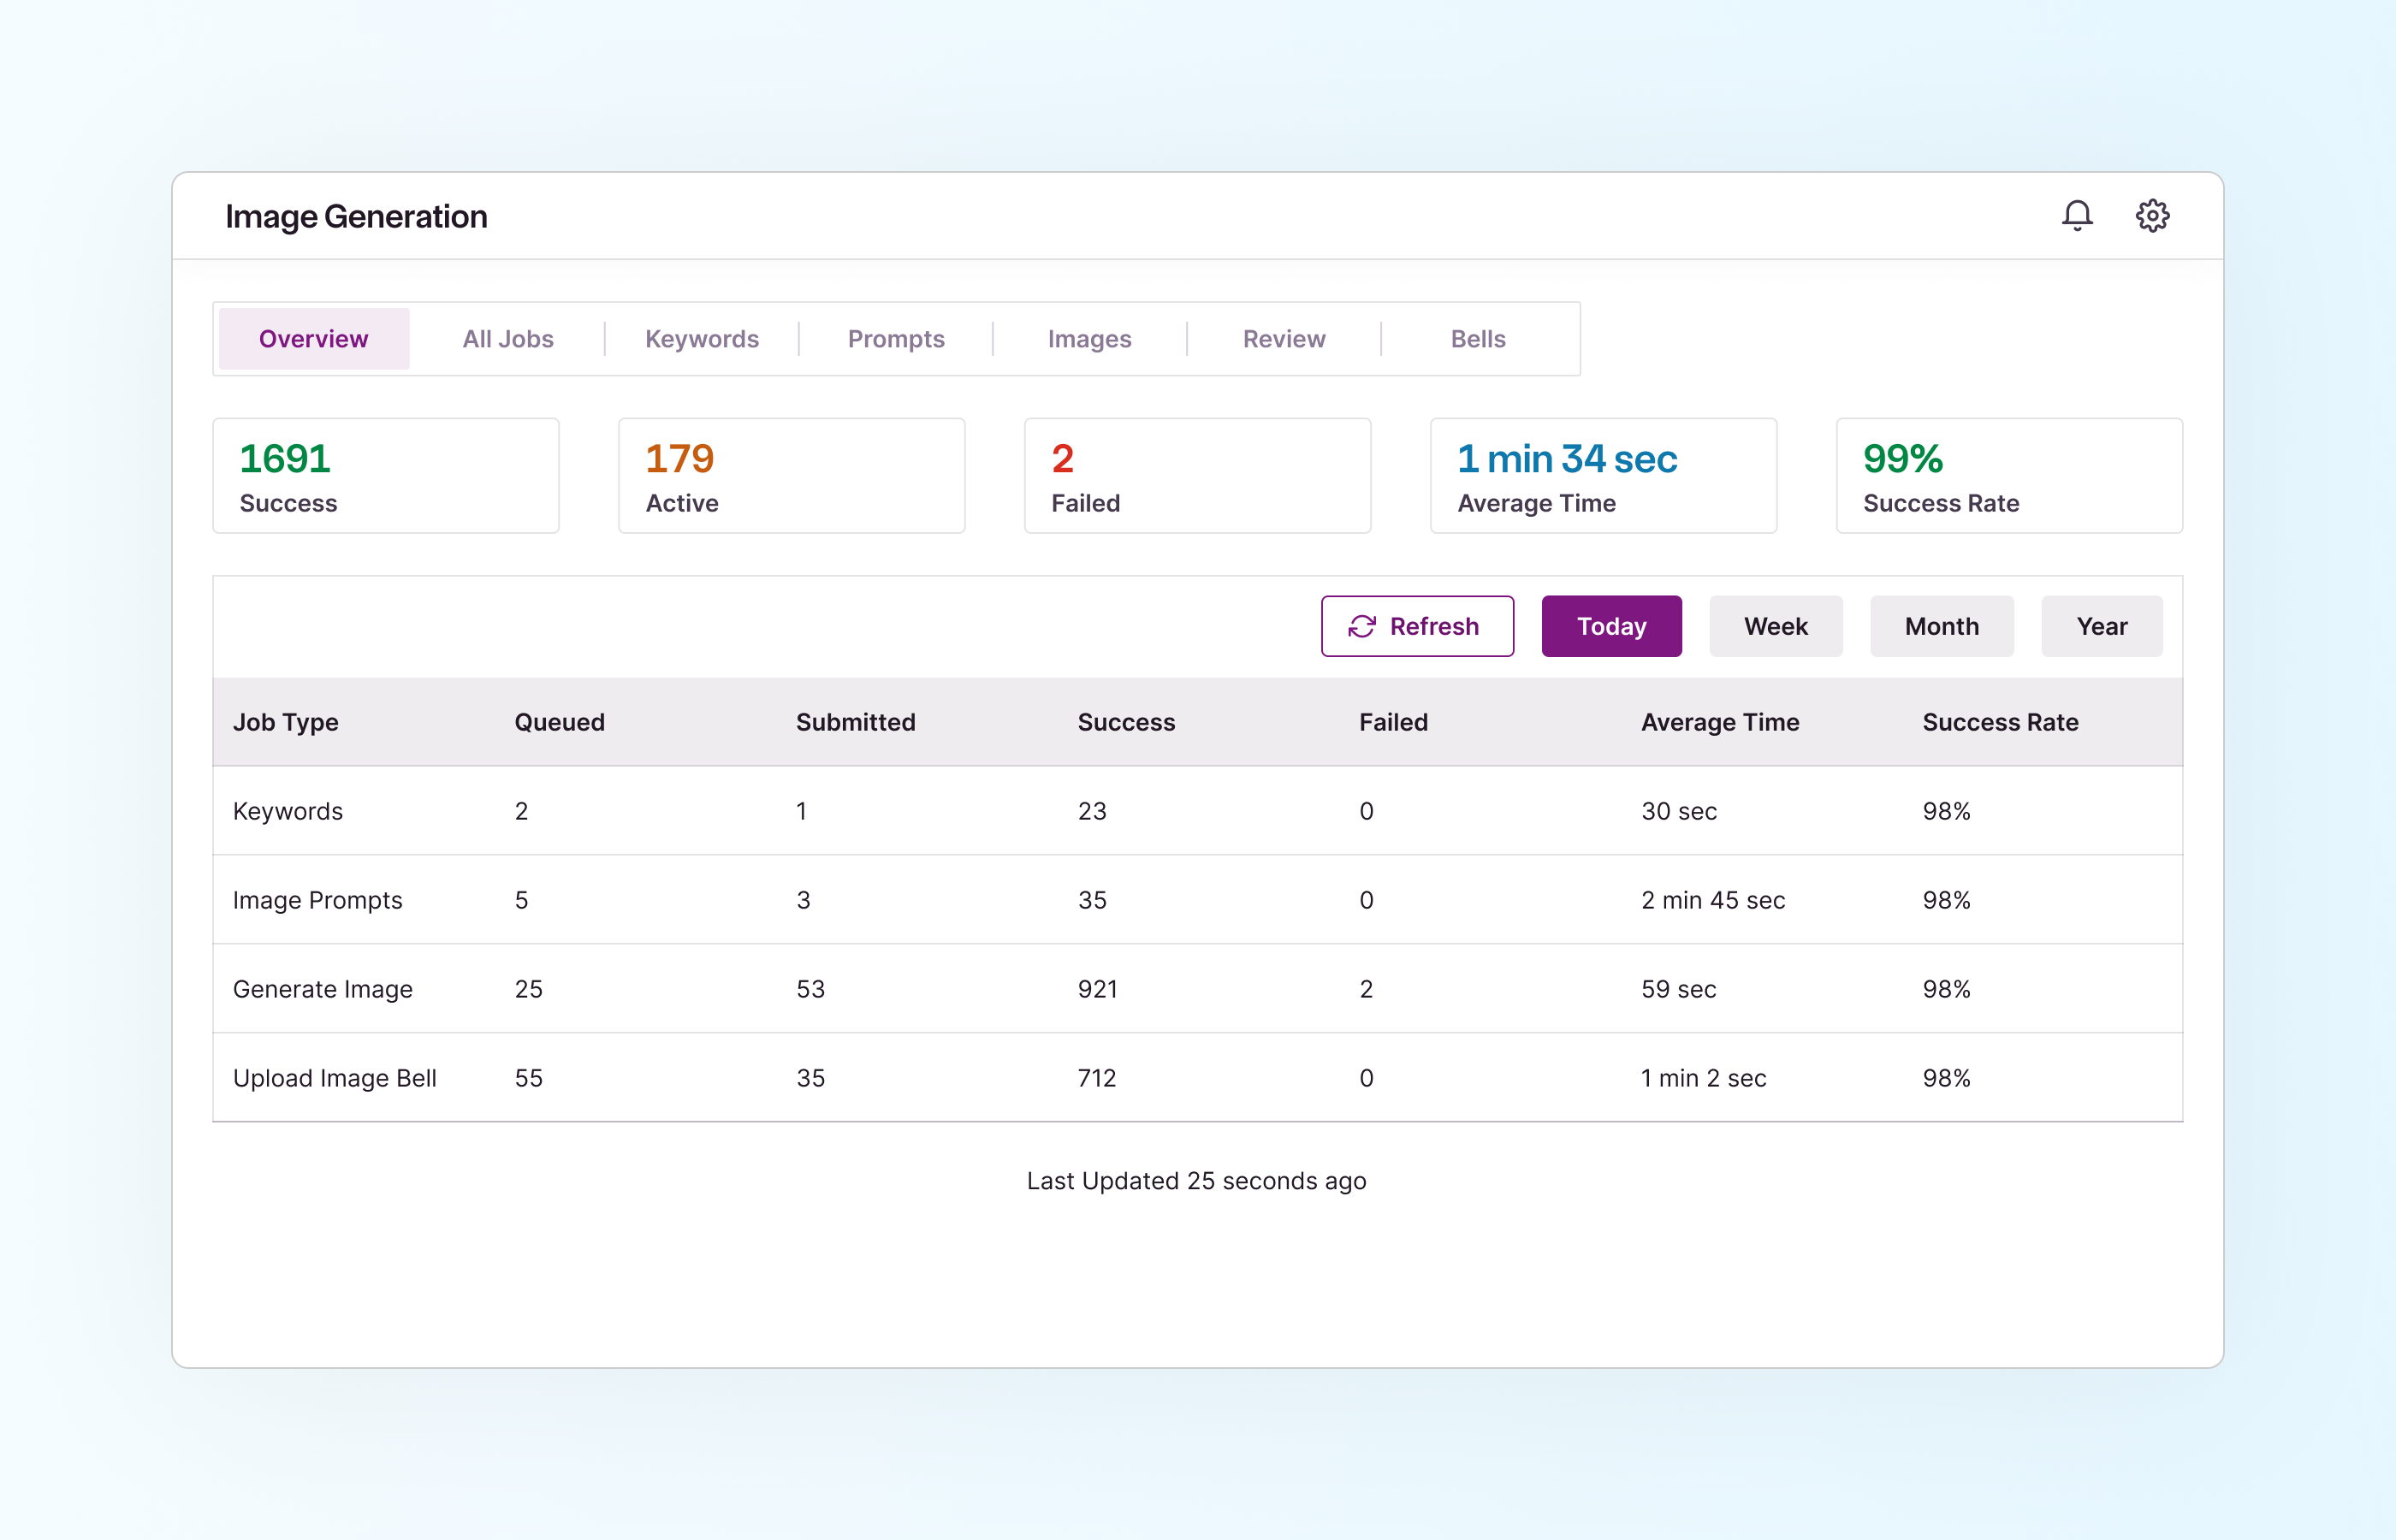 Image Generation
Overview All Jobs Keywords Prompts Images Review Bells
1691 179 2 1 min 34 sec 99%
Success Active Failed Average Time Success Rate
Refresh Today Week Month Year
Job Type Queued Submitted Success Failed Average Time Success Rate
Keywords 2 1 23 0 30 sec 98%
Image Prompts 5 3 35 0 2 min 45 sec 98%
Generate Image 25 53 921 2 59 sec 98%
Upload Image Bell 55 35 712 0 1 min 2 sec 98%
Last Updated 25 seconds ago